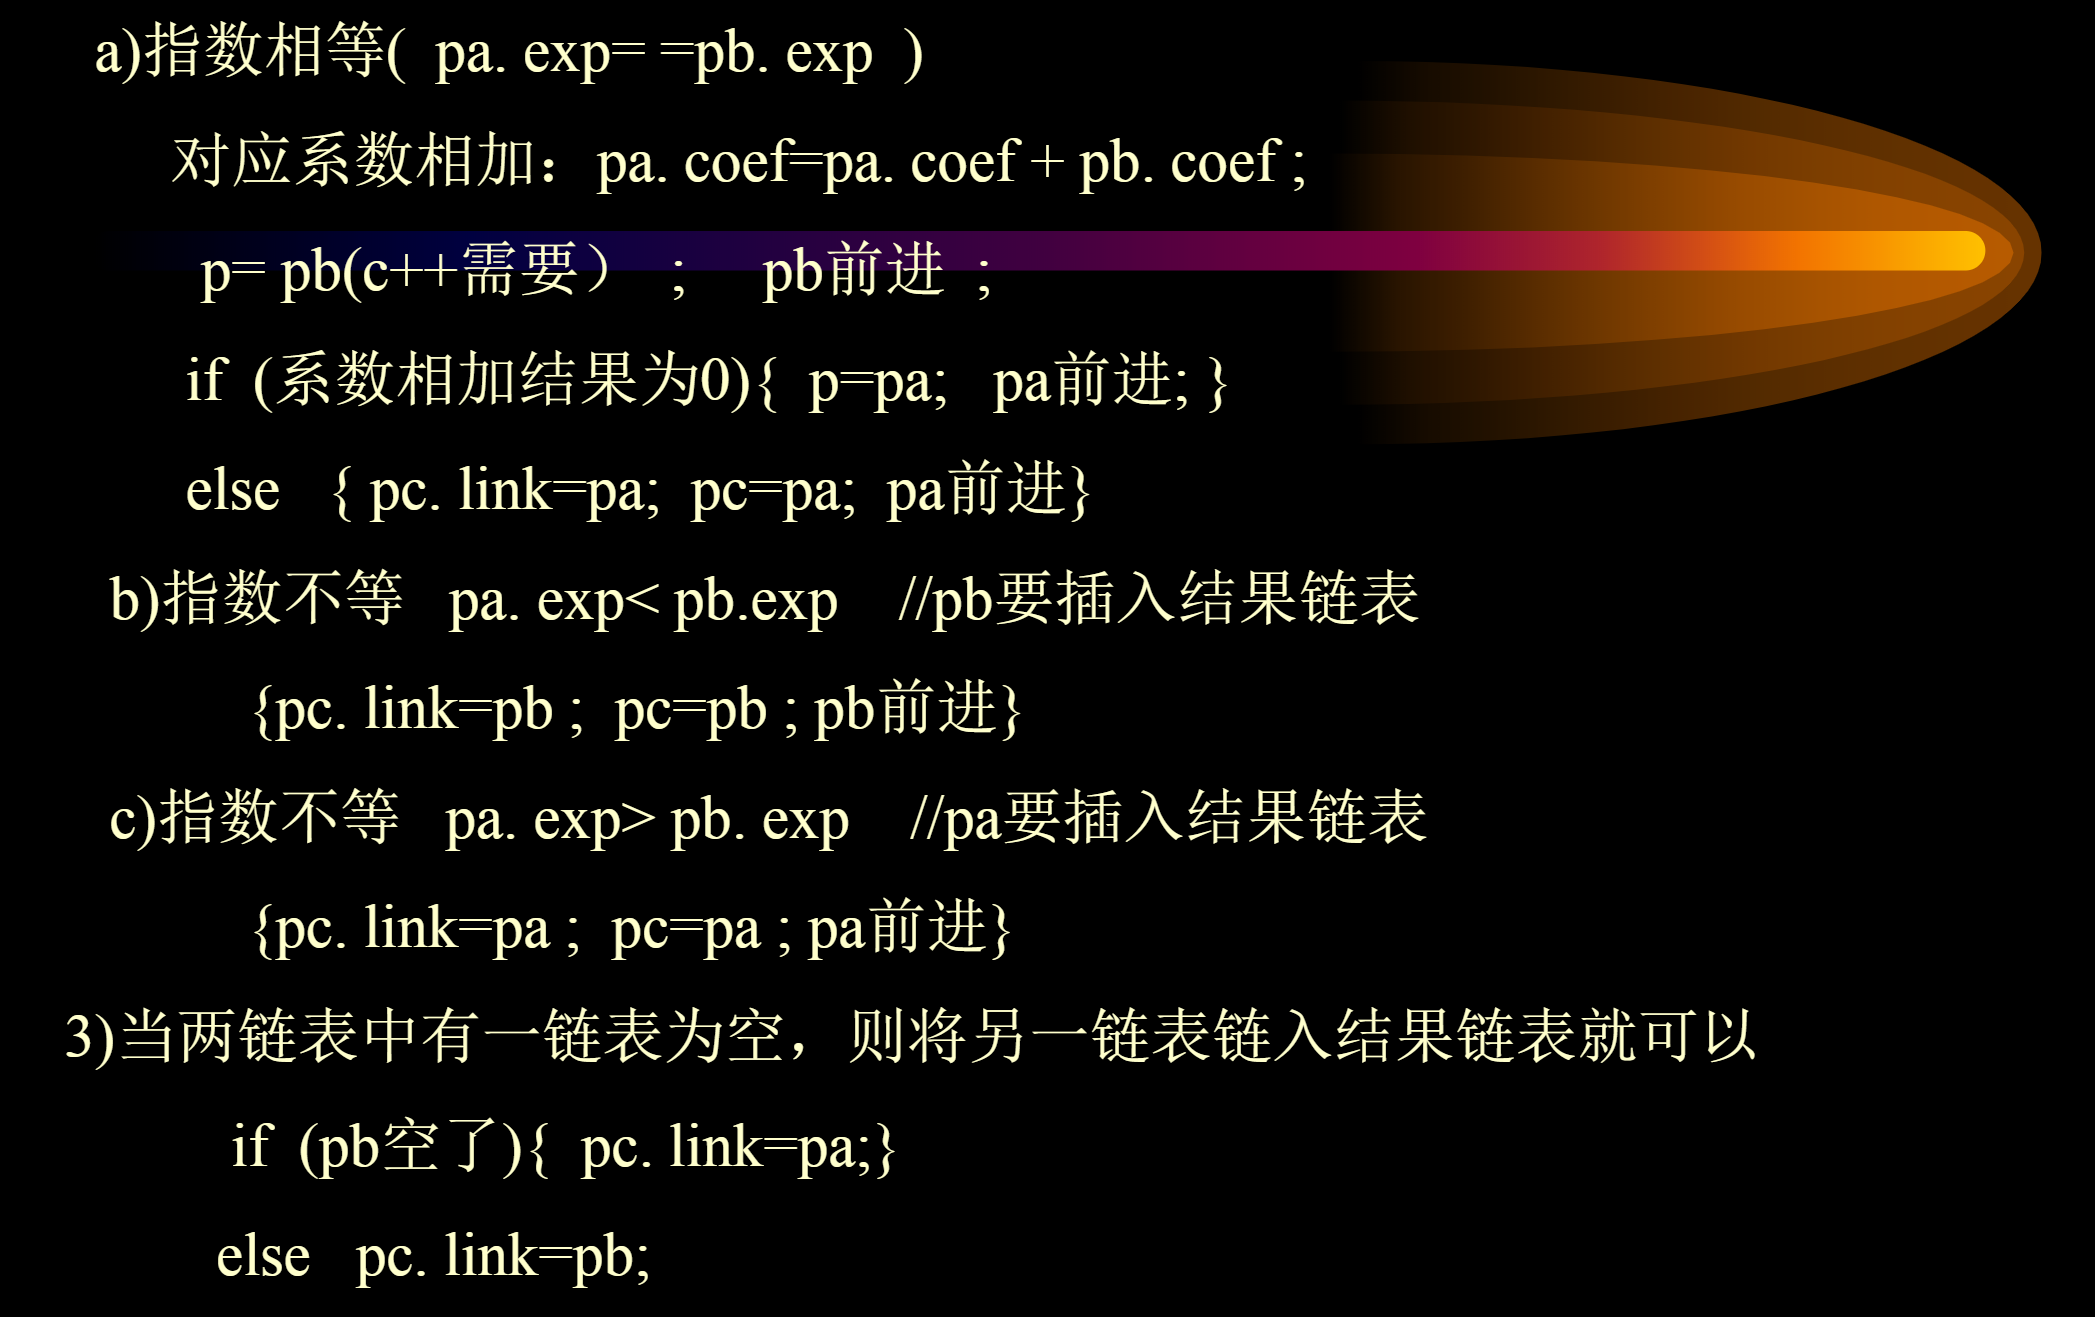 a)指数相等( pa. exp= =pb. exp )
对应系数相加：pa. coef=pa. coef + pb. coef ;
p= pb(c++需要） ; pb前进 ;
if (系数相加结果为0){ p=pa; pa前进; }
else { pc. link=pa; pc=pa; pa前进}
b)指数不等 pa. exp< pb.exp //pb要插入结果链表
{pc. link=pb ; pc=pb ; pb前进}
c)指数不等 pa. exp> pb. exp //pa要插入结果链表
{pc. link=pa ; pc=pa ; pa前进}
3)当两链表中有一链表为空，则将另一链表链入结果链表就可以
if (pb空了){ pc. link=pa;}
else pc. link=pb;